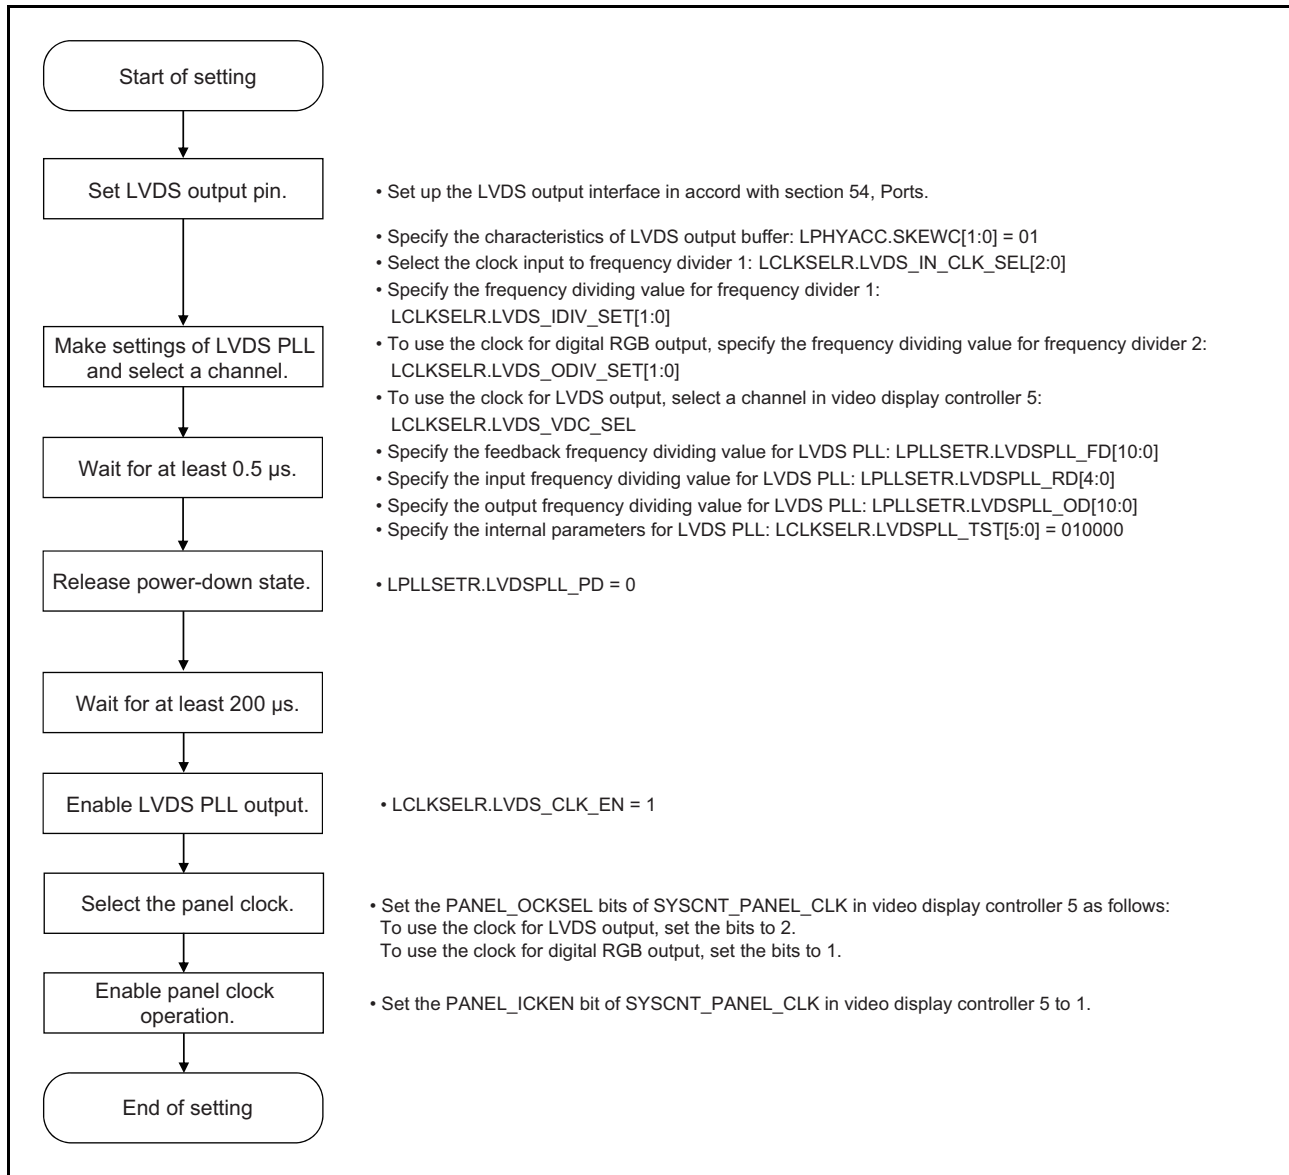 Start of setting
Set LVDS output pin.
• Set up the LVDS output interface in accord with section 54, Ports.
• Specify the characteristics of LVDS output buffer: LPHYACC.SKEWC[1:0] = 01
• Select the clock input to frequency divider 1: LCLKSELR.LVDS_IN_CLK_SEL[2:0]
• Specify the frequency dividing value for frequency divider 1:
LCLKSELR.LVDS_IDIV_SET[1:0]
Make settings of LVDS PLL
and select a channel.
• To use the clock for digital RGB output, specify the frequency dividing value for frequency divider 2:
LCLKSELR.LVDS_ODIV_SET[1:0]
• To use the clock for LVDS output, select a channel in video display controller 5:
LCLKSELR.LVDS_VDC_SEL
• Specify the feedback frequency dividing value for LVDS PLL: LPLLSETR.LVDSPLL_FD[10:0]
Wait for at least 0.5 µs.
• Specify the input frequency dividing value for LVDS PLL: LPLLSETR.LVDSPLL_RD[4:0]
• Specify the output frequency dividing value for LVDS PLL: LPLLSETR.LVDSPLL_OD[10:0]
• Specify the internal parameters for LVDS PLL: LCLKSELR.LVDSPLL_TST[5:0] = 010000
Release power-down state.
• LPLLSETR.LVDSPLL_PD = 0
Wait for at least 200 µs.
Enable LVDS PLL output.
• LCLKSELR.LVDS_CLK_EN = 1
Select the panel clock.
• Set the PANEL_OCKSEL bits of SYSCNT_PANEL_CLK in video display controller 5 as follows:
To use the clock for LVDS output, set the bits to 2.
To use the clock for digital RGB output, set the bits to 1.
Enable panel clock
operation.
• Set the PANEL_ICKEN bit of SYSCNT_PANEL_CLK in video display controller 5 to 1.
End of setting